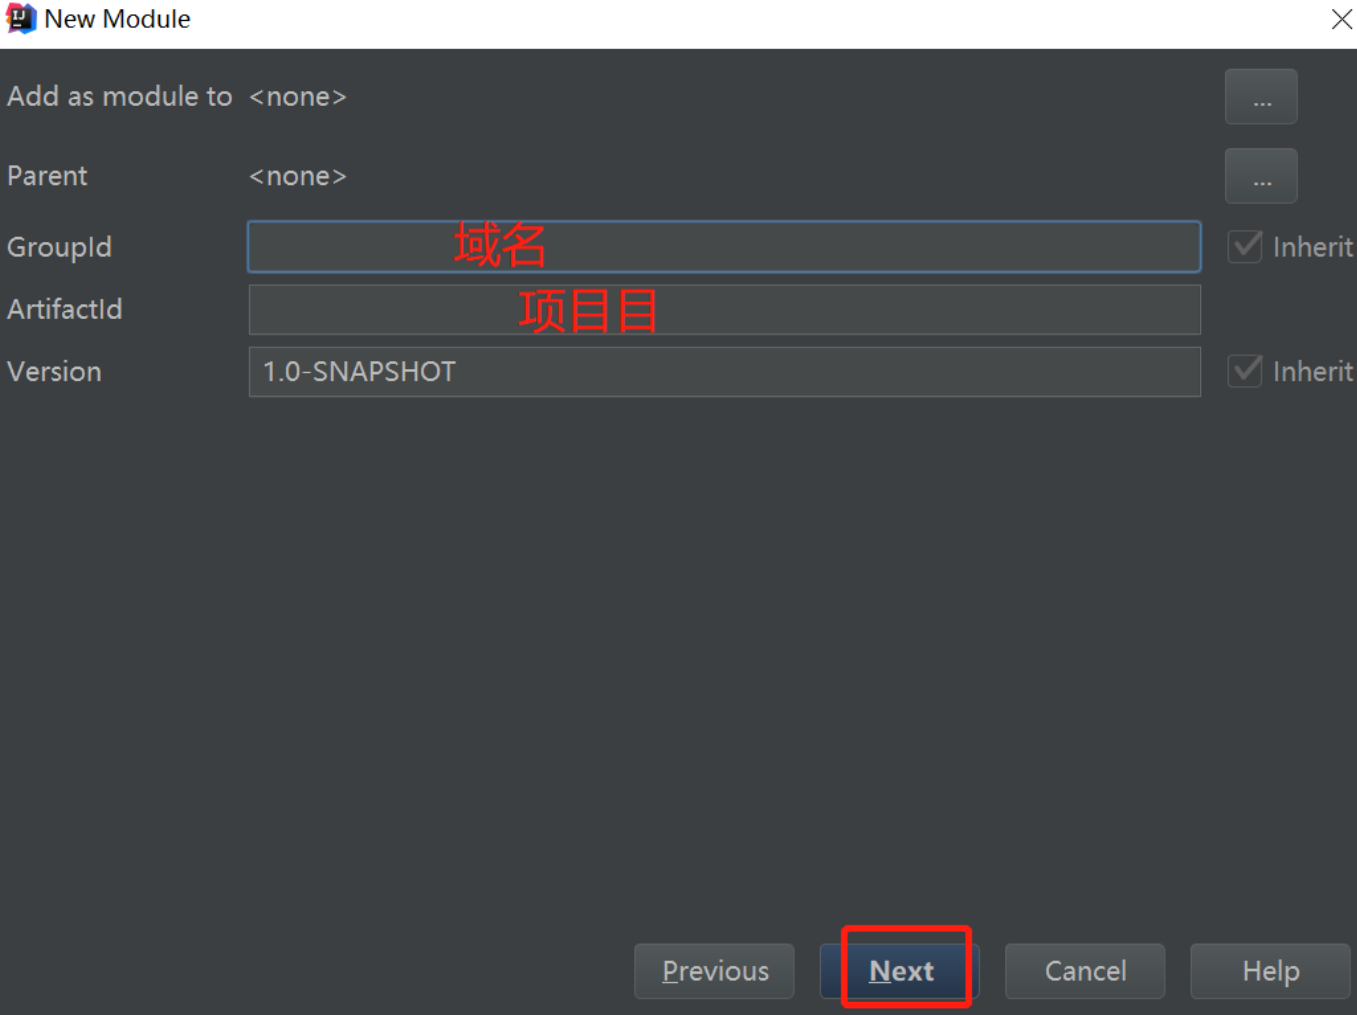 New Module
Add as module to <none> ...
Parent <none> ...
GroupId 域名 Inherit
ArtifactId 项目目
Version 1.0-SNAPSHOT Inherit
Previous Next Cancel Help